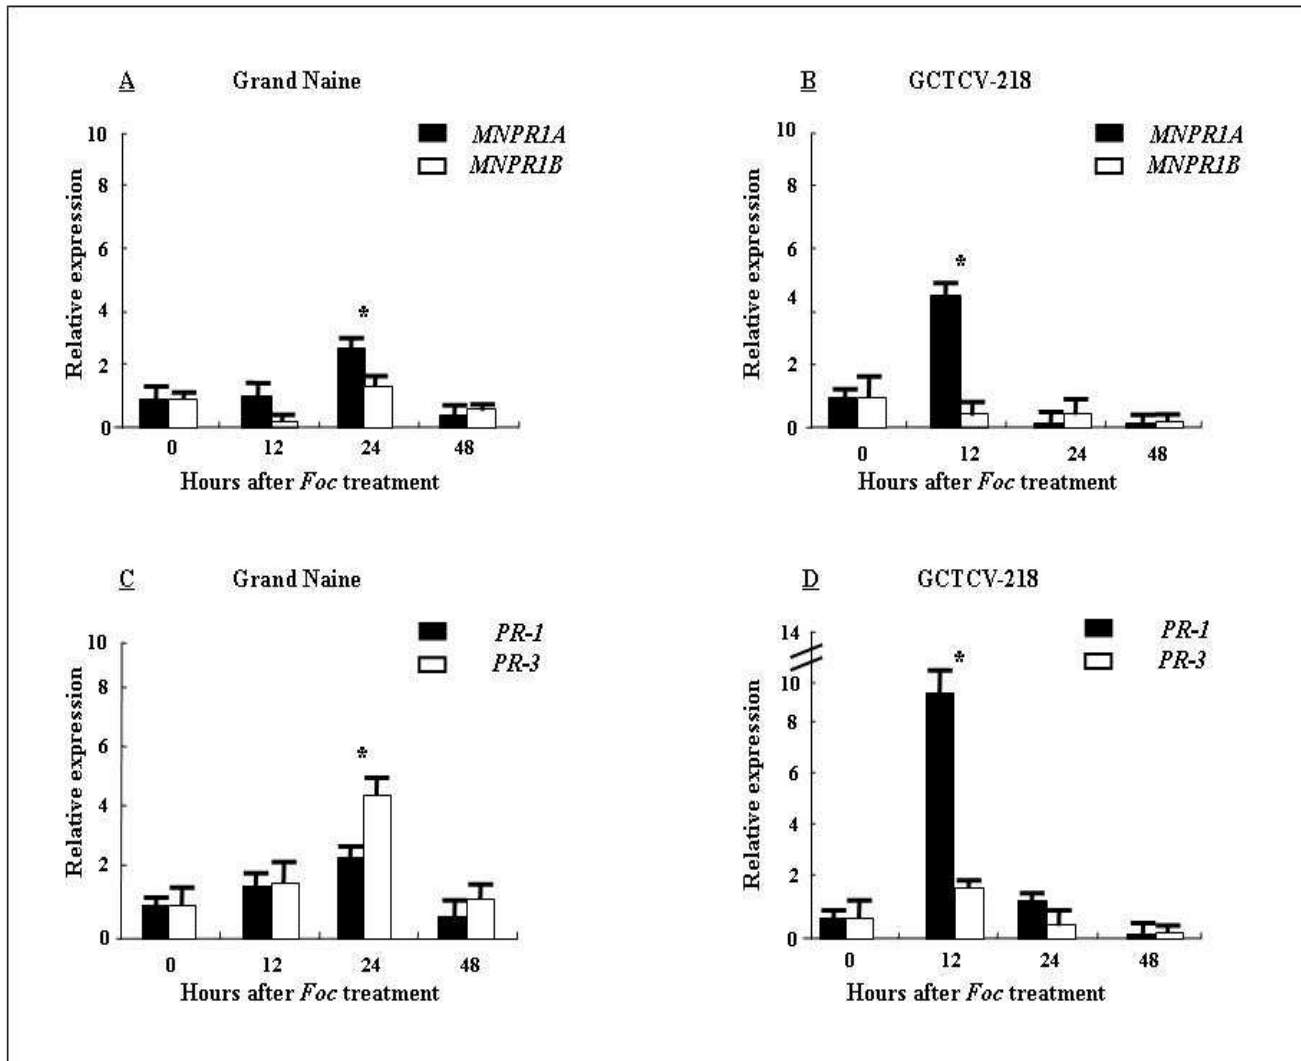 A Grand Naine
MNPR1A
MNPR1B
Relative expression
10
8
6
4
2
0
0 12 24 48
Hours after Foc treatment
*
B GCTCV-218
MNPR1A
MNPR1B
Relative expression
10
8
6
4
2
0
0 12 24 48
Hours after Foc treatment
*
C Grand Naine
PR-1
PR-3
Relative expression
10
8
6
4
2
0
0 12 24 48
Hours after Foc treatment
*
D GCTCV-218
PR-1
PR-3
Relative expression
14
10
8
6
4
2
0
0 12 24 48
Hours after Foc treatment
*